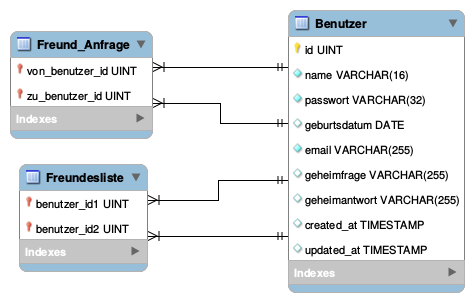 Freund_Anfrage
von_benutzer_id UINT
zu_benutzer_id UINT
Indexes
Freundesliste
benutzer_id1 UINT
benutzer_id2 UINT
Indexes
Benutzer
id UINT
name VARCHAR(16)
passwort VARCHAR(32)
geburtsdatum DATE
email VARCHAR(255)
geheimfrage VARCHAR(255)
geheimantwort VARCHAR(255)
created_at TIMESTAMP
updated_at TIMESTAMP
Indexes